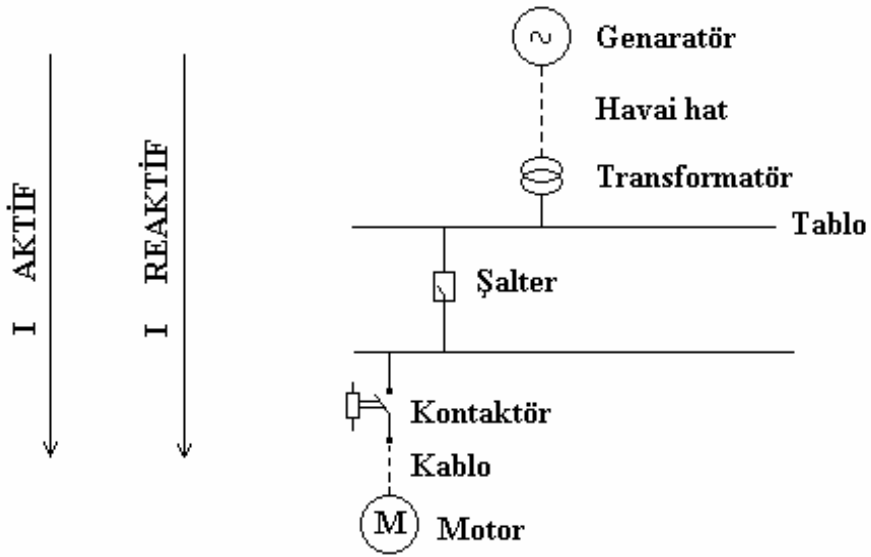 Genaratör
Havai hat
Transformatör
Tablo
Şalter
Kontaktör
Kablo
M Motor
I AKTİF
I REAKTİF